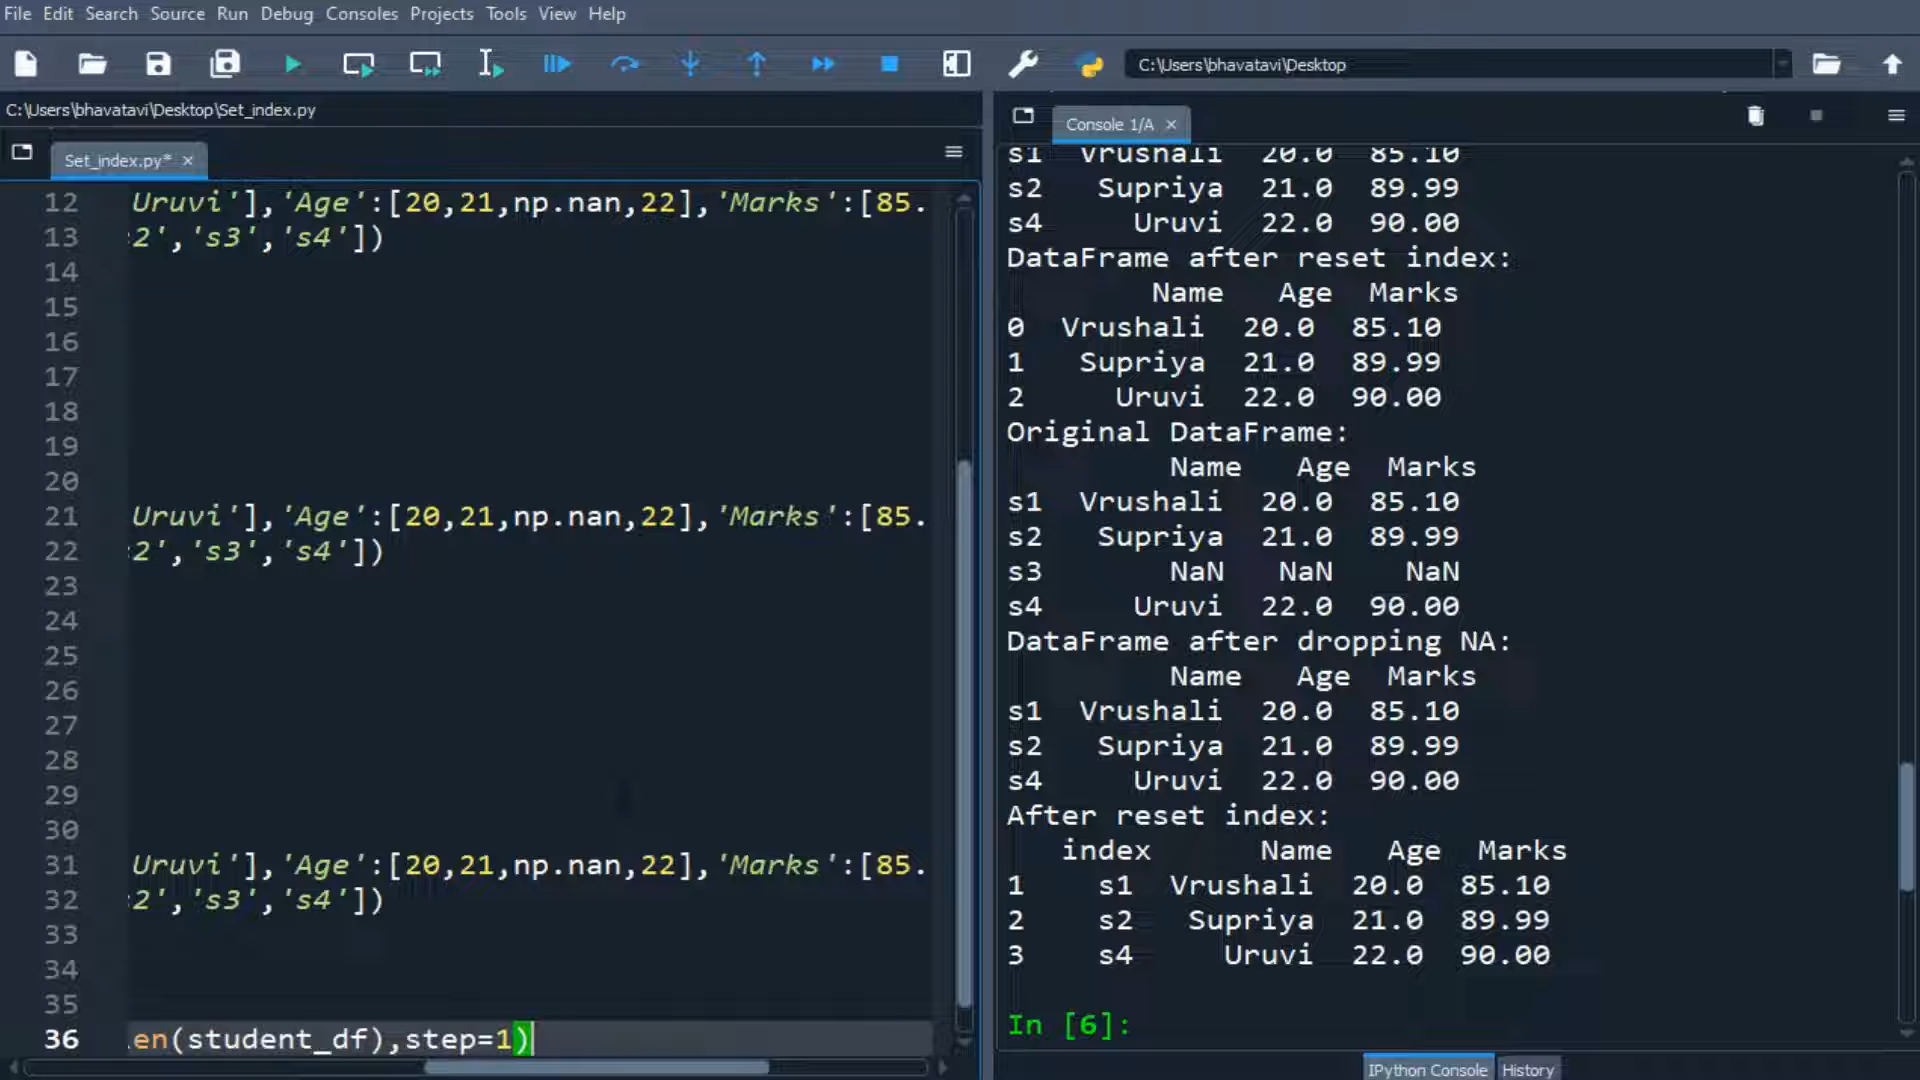 File Edit Search Source Run Debug Consoles Projects Tools View Help
C:\Users\bhavatavi\Desktop
C:\Users\bhavatavi\Desktop\Set_index.py
Set_index.py*
12 Uruvi'],'Age':[20,21,np.nan,22],'Marks':[85.
13 2','s3','s4'])
14
15
16
17
18
19
20
21 Uruvi'],'Age':[20,21,np.nan,22],'Marks':[85.
22 2','s3','s4'])
23
24
25
26
27
28
29
30
31 Uruvi'],'Age':[20,21,np.nan,22],'Marks':[85.
32 2','s3','s4'])
33
34
35
36 en(student_df),step=1)
Console 1/A
s1 Vrushali 20.0 85.10
s2 Supriya 21.0 89.99
s4 Uruvi 22.0 90.00
DataFrame after reset index:
Name Age Marks
0 Vrushali 20.0 85.10
1 Supriya 21.0 89.99
2 Uruvi 22.0 90.00
Original DataFrame:
Name Age Marks
s1 Vrushali 20.0 85.10
s2 Supriya 21.0 89.99
s3 NaN NaN NaN
s4 Uruvi 22.0 90.00
DataFrame after dropping NA:
Name Age Marks
s1 Vrushali 20.0 85.10
s2 Supriya 21.0 89.99
s4 Uruvi 22.0 90.00
After reset index:
index Name Age Marks
1 s1 Vrushali 20.0 85.10
2 s2 Supriya 21.0 89.99
3 s4 Uruvi 22.0 90.00
In [6]:
IPython Console History